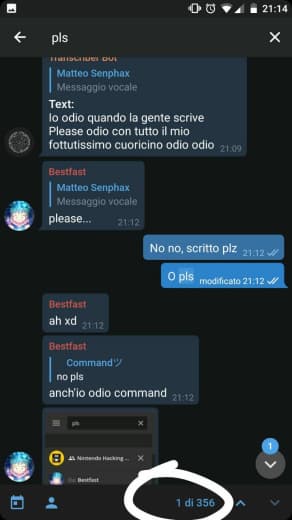 21:14
pls
Transcriber Bot
Matteo Senphax
Messaggio vocale
Text:
Io odio quando la gente scrive
Please odio con tutto il mio
fottutissimo cuoricino odio odio 21:09
Bestfast
Matteo Senphax
Messaggio vocale
please... 21:12
No no, scritto plz 21:12
O pls modificato 21:12
Bestfast
ah xd 21:12
Bestfast
Commandツ
no pls
anch'io odio command 21:12
pls
Nintendo Hacking ...
Bestfast
1
1 di 356